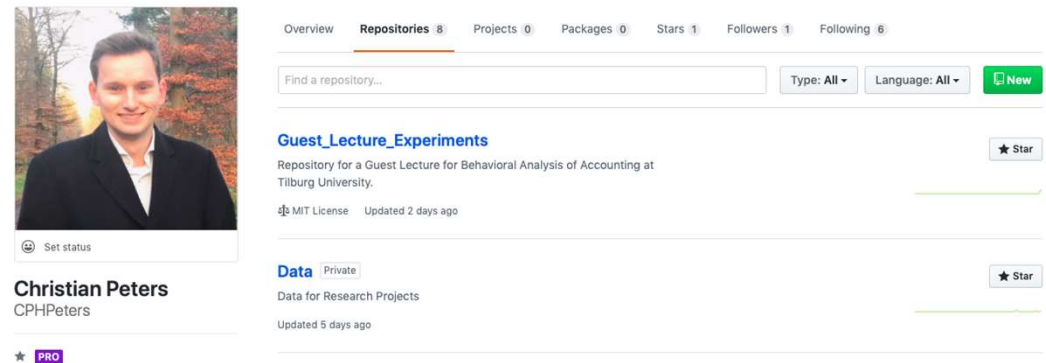 Overview Repositories 8 Projects 0 Packages 0 Stars 1 Followers 1 Following 6
Find a repository... Type: All Language: All New
Guest_Lecture_Experiments
Star
Repository for a Guest Lecture for Behavioral Analysis of Accounting at
Tilburg University.
MIT License Updated 2 days ago
Set status
Data Private
Star
Christian Peters
Data for Research Projects
CPHPeters
Updated 5 days ago
PRO